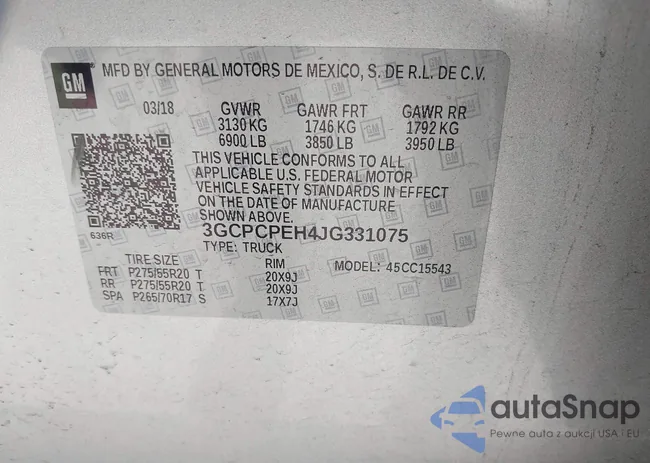 GM
MFD BY GENERAL MOTORS DE MEXICO, S. DE R.L. DE C.V.
03/18 GVWR GAWR FRT GAWR RR
3130 KG 1746 KG 1792 KG
6900 LB 3850 LB 3950 LB
THIS VEHICLE CONFORMS TO ALL
APPLICABLE U.S. FEDERAL MOTOR
VEHICLE SAFETY STANDARDS IN EFFECT
ON THE DATE OF MANUFACTURE
SHOWN ABOVE.
636R
3GCPCPEH4JG331075
TYPE: TRUCK
TIRE SIZE RIM MODEL: 45CC15543
FRT P275/55R20 T 20X9J
RR P275/55R20 T 20X9J
SPA P265/70R17 S 17X7J
autaSnap
Pewne auta z aukcji USA i EU